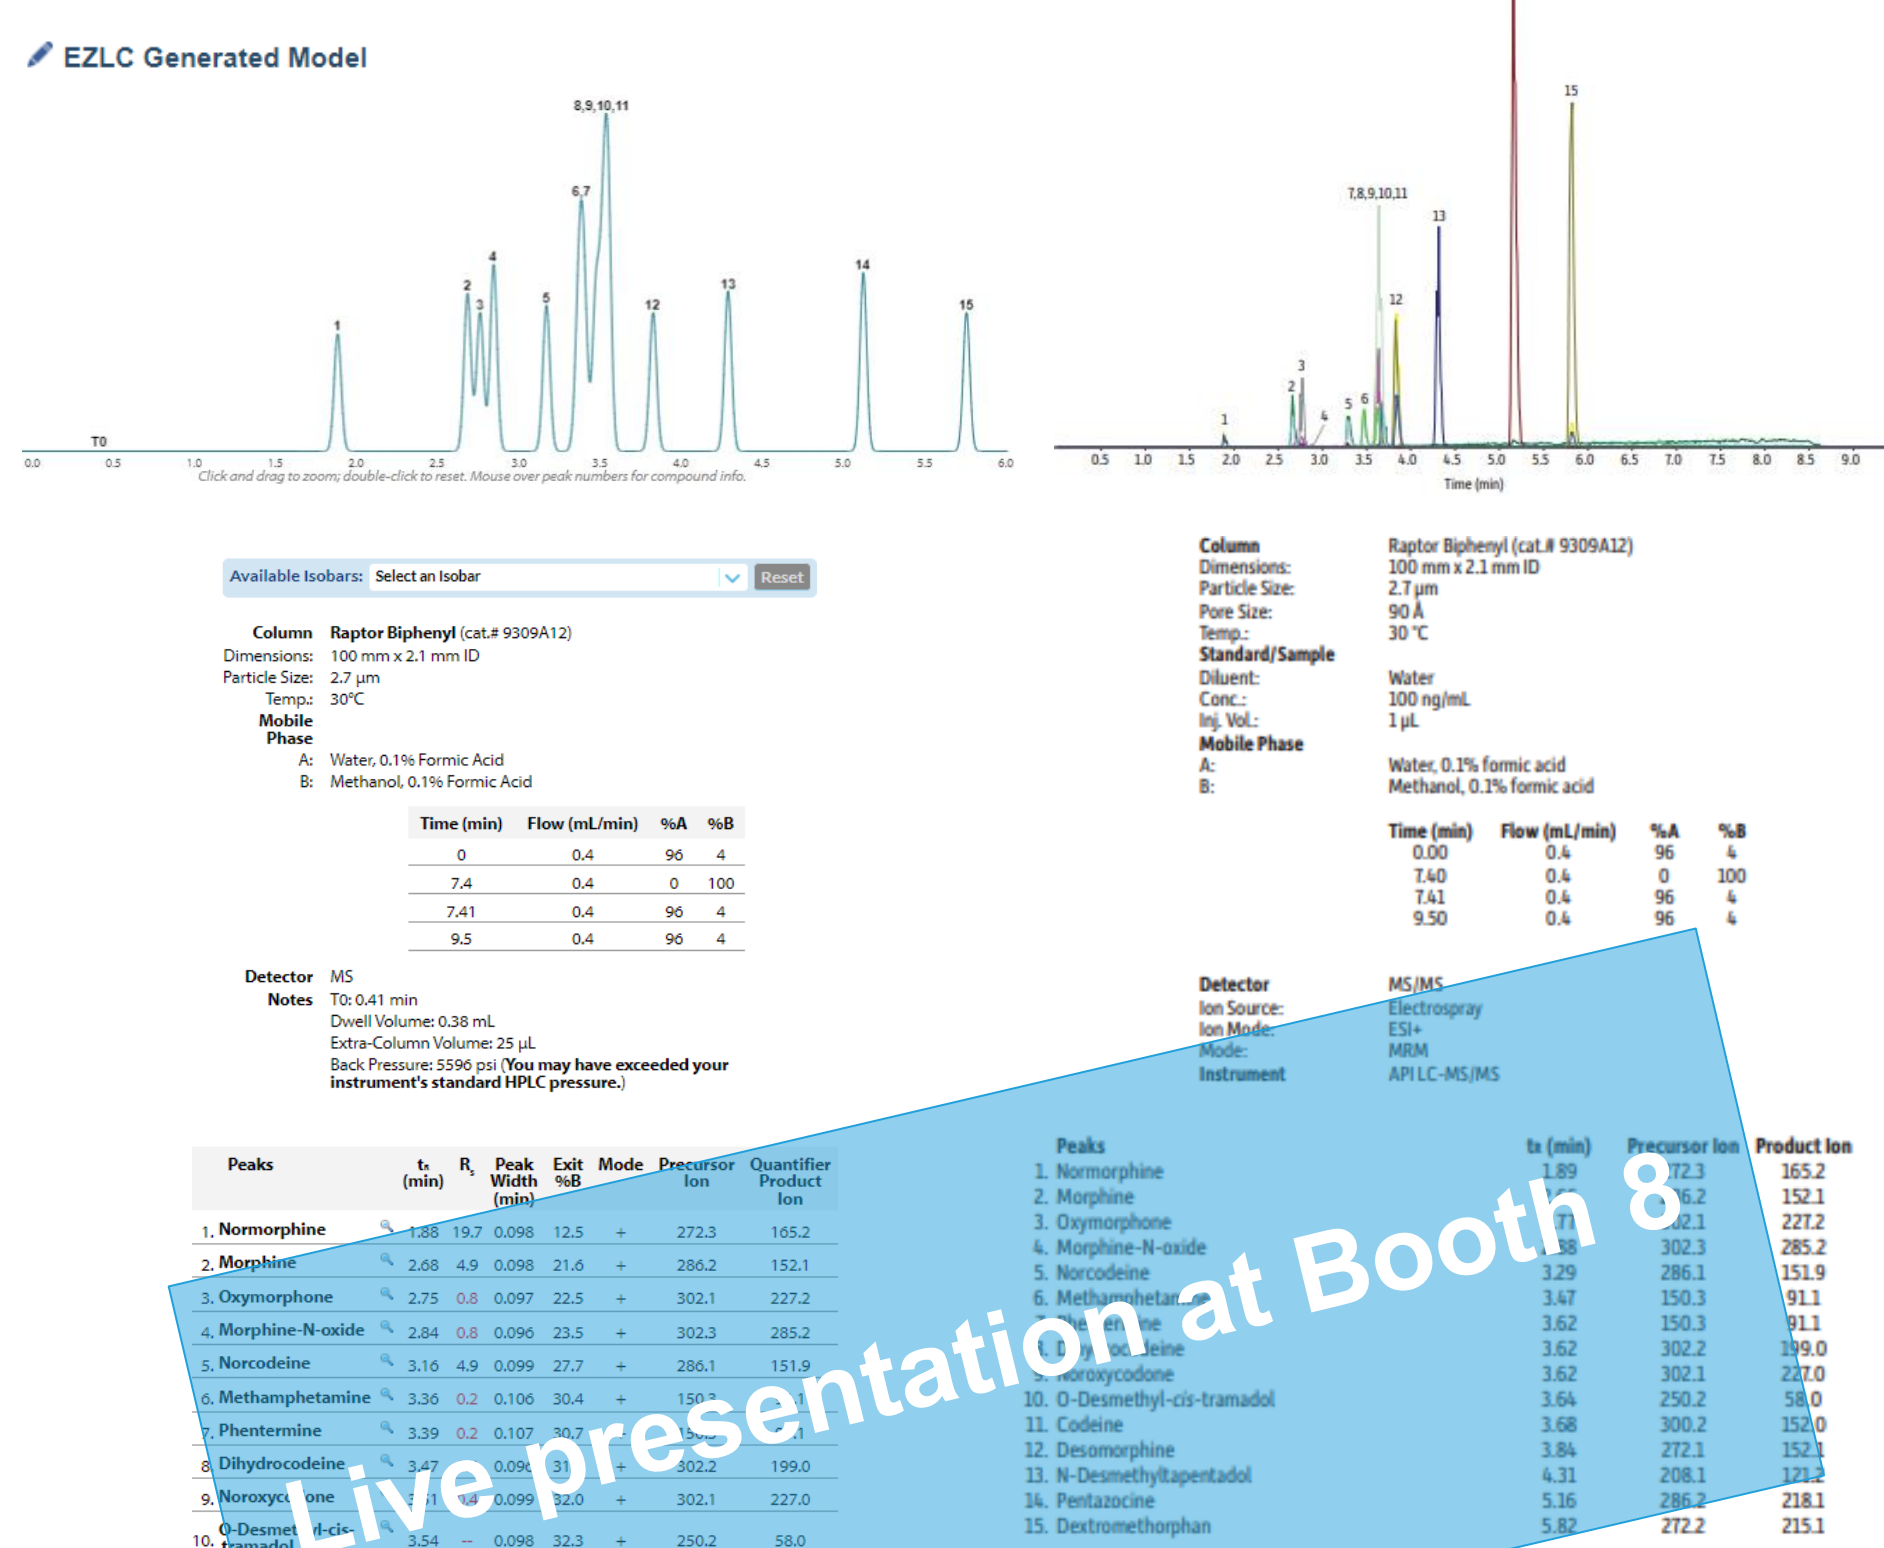 EZLC Generated Model
8,9,10,11
6,7
4
2
3
1
5
12
13
14
15
T0
0.0 0.5 1.0 1.5 2.0 2.5 3.0 3.5 4.0 4.5 5.0 5.5 6.0
Click and drag to zoom; double-click to reset. Mouse over peak numbers for compound info.
15
7,8,9,10,11
13
12
3
2
1
4
5
6
0.5 1.0 1.5 2.0 2.5 3.0 3.5 4.0 4.5 5.0 5.5 6.0 6.5 7.0 7.5 8.0 8.5 9.0
Time (min)
Available Isobars: Select an Isobar Reset
Column Raptor Biphenyl (cat.# 9309A12)
Dimensions: 100 mm x 2.1 mm ID
Particle Size: 2.7 µm
Temp.: 30°C
Mobile
Phase
A: Water, 0.1% Formic Acid
B: Methanol, 0.1% Formic Acid
Time (min) Flow (mL/min) %A %B
0 0.4 96 4
7.4 0.4 0 100
7.41 0.4 96 4
9.5 0.4 96 4
Detector MS
Notes T0: 0.41 min
Dwell Volume: 0.38 mL
Extra-Column Volume: 25 µL
Back Pressure: 5596 psi (You may have exceeded your
instrument's standard HPLC pressure.)
Column Raptor Biphenyl (cat.# 9309A12)
Dimensions: 100 mm x 2.1 mm ID
Particle Size: 2.7 µm
Pore Size: 90 Å
Temp.: 30 °C
Standard/Sample
Diluent: Water
Conc.: 100 ng/mL
Inj. Vol.: 1 µL
Mobile Phase
A: Water, 0.1% formic acid
B: Methanol, 0.1% formic acid
Time (min) Flow (mL/min) %A %B
0.00 0.4 96 4
7.40 0.4 0 100
7.41 0.4 96 4
9.50 0.4 96 4
Detector MS/MS
Ion Source: Electrospray
Ion Mode: ESI+
Mode: MRM
Instrument API LC-MS/MS
Peaks tR (min) Rs Peak Width (min) Exit %B Mode Precursor Ion Quantifier Product Ion
1. Normorphine 1.88 19.7 0.098 12.5 + 272.3 165.2
2. Morphine 2.68 4.9 0.098 21.6 + 286.2 152.1
3. Oxymorphone 2.75 0.8 0.097 22.5 + 302.1 227.2
4. Morphine-N-oxide 2.84 0.8 0.096 23.5 + 302.3 285.2
5. Norcodeine 3.16 4.9 0.099 27.7 + 286.1 151.9
6. Methamphetamine 3.36 0.2 0.106 30.4 + 150.3
7. Phentermine 3.39 0.2 0.107 30.7
8. Dihydrocodeine 3.47 + 302.2 199.0
9. 0.4 0.099 32.0 + 302.1 227.0
10. 3.54 -- 0.098 32.3 + 250.2 58.0
Peaks tR (min) Precursor Ion Product Ion
1. Normorphine 1.89 165.2
2. Morphine 152.1
3. Oxymorphone 227.2
4. Morphine-N-oxide 302.3 285.2
5. Norcodeine 3.29 286.1 151.9
6. Methamphetamine 3.47 150.3 91.1
3.62 150.3 91.1
3.62 302.2 199.0
Noroxycodone 3.62 302.1 227.0
10. O-Desmethyl-cis-tramadol 3.64 250.2 58.0
11. Codeine 3.68 300.2 152.0
12. Desomorphine 3.84 272.1 152.1
13. N-Desmethyltapentadol 4.31 208.1 121.2
14. Pentazocine 5.16 286.2 218.1
15. Dextromethorphan 5.82 272.2 215.1
Live presentation at Booth 8